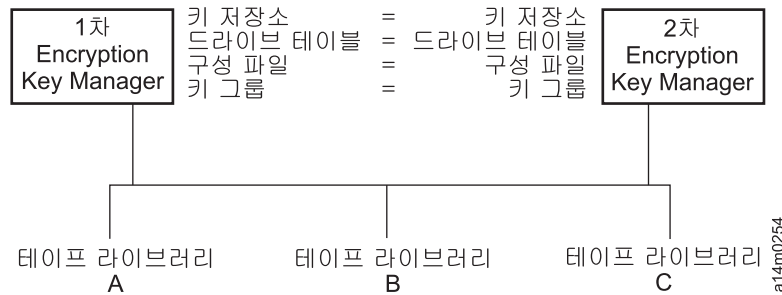 1차
Encryption
Key Manager
키 저장소 = 키 저장소
드라이브 테이블 = 드라이브 테이블
구성 파일 = 구성 파일
키 그룹 = 키 그룹
2차
Encryption
Key Manager
테이프 라이브러리
A
테이프 라이브러리
B
테이프 라이브러리
C
a14m0254